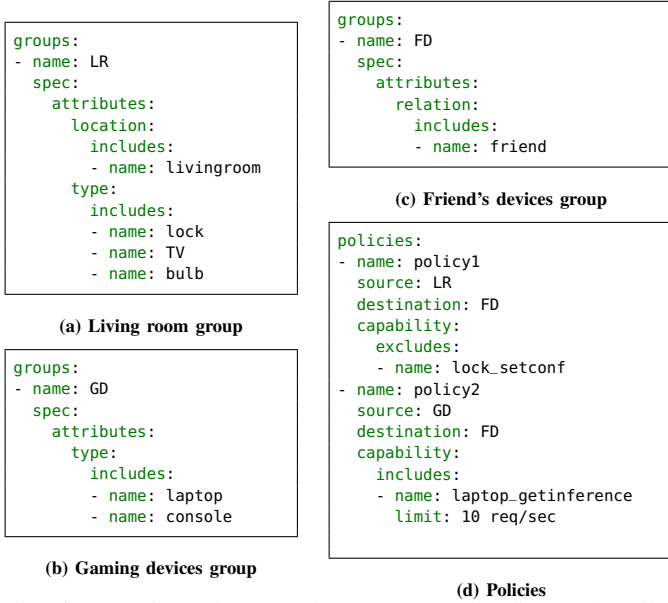 groups:
- name: LR
  spec:
    attributes:
      location:
        includes:
        - name: livingroom
      type:
        includes:
        - name: lock
        - name: TV
        - name: bulb
(a) Living room group
groups:
- name: GD
  spec:
    attributes:
      type:
        includes:
        - name: laptop
        - name: console
(b) Gaming devices group
groups:
- name: FD
  spec:
    attributes:
      relation:
        includes:
        - name: friend
(c) Friend's devices group
policies:
- name: policy1
  source: LR
  destination: FD
  capability:
    excludes:
    - name: lock_setconf
- name: policy2
  source: GD
  destination: FD
  capability:
    includes:
    - name: laptop_getinference
      limit: 10 req/sec
(d) Policies